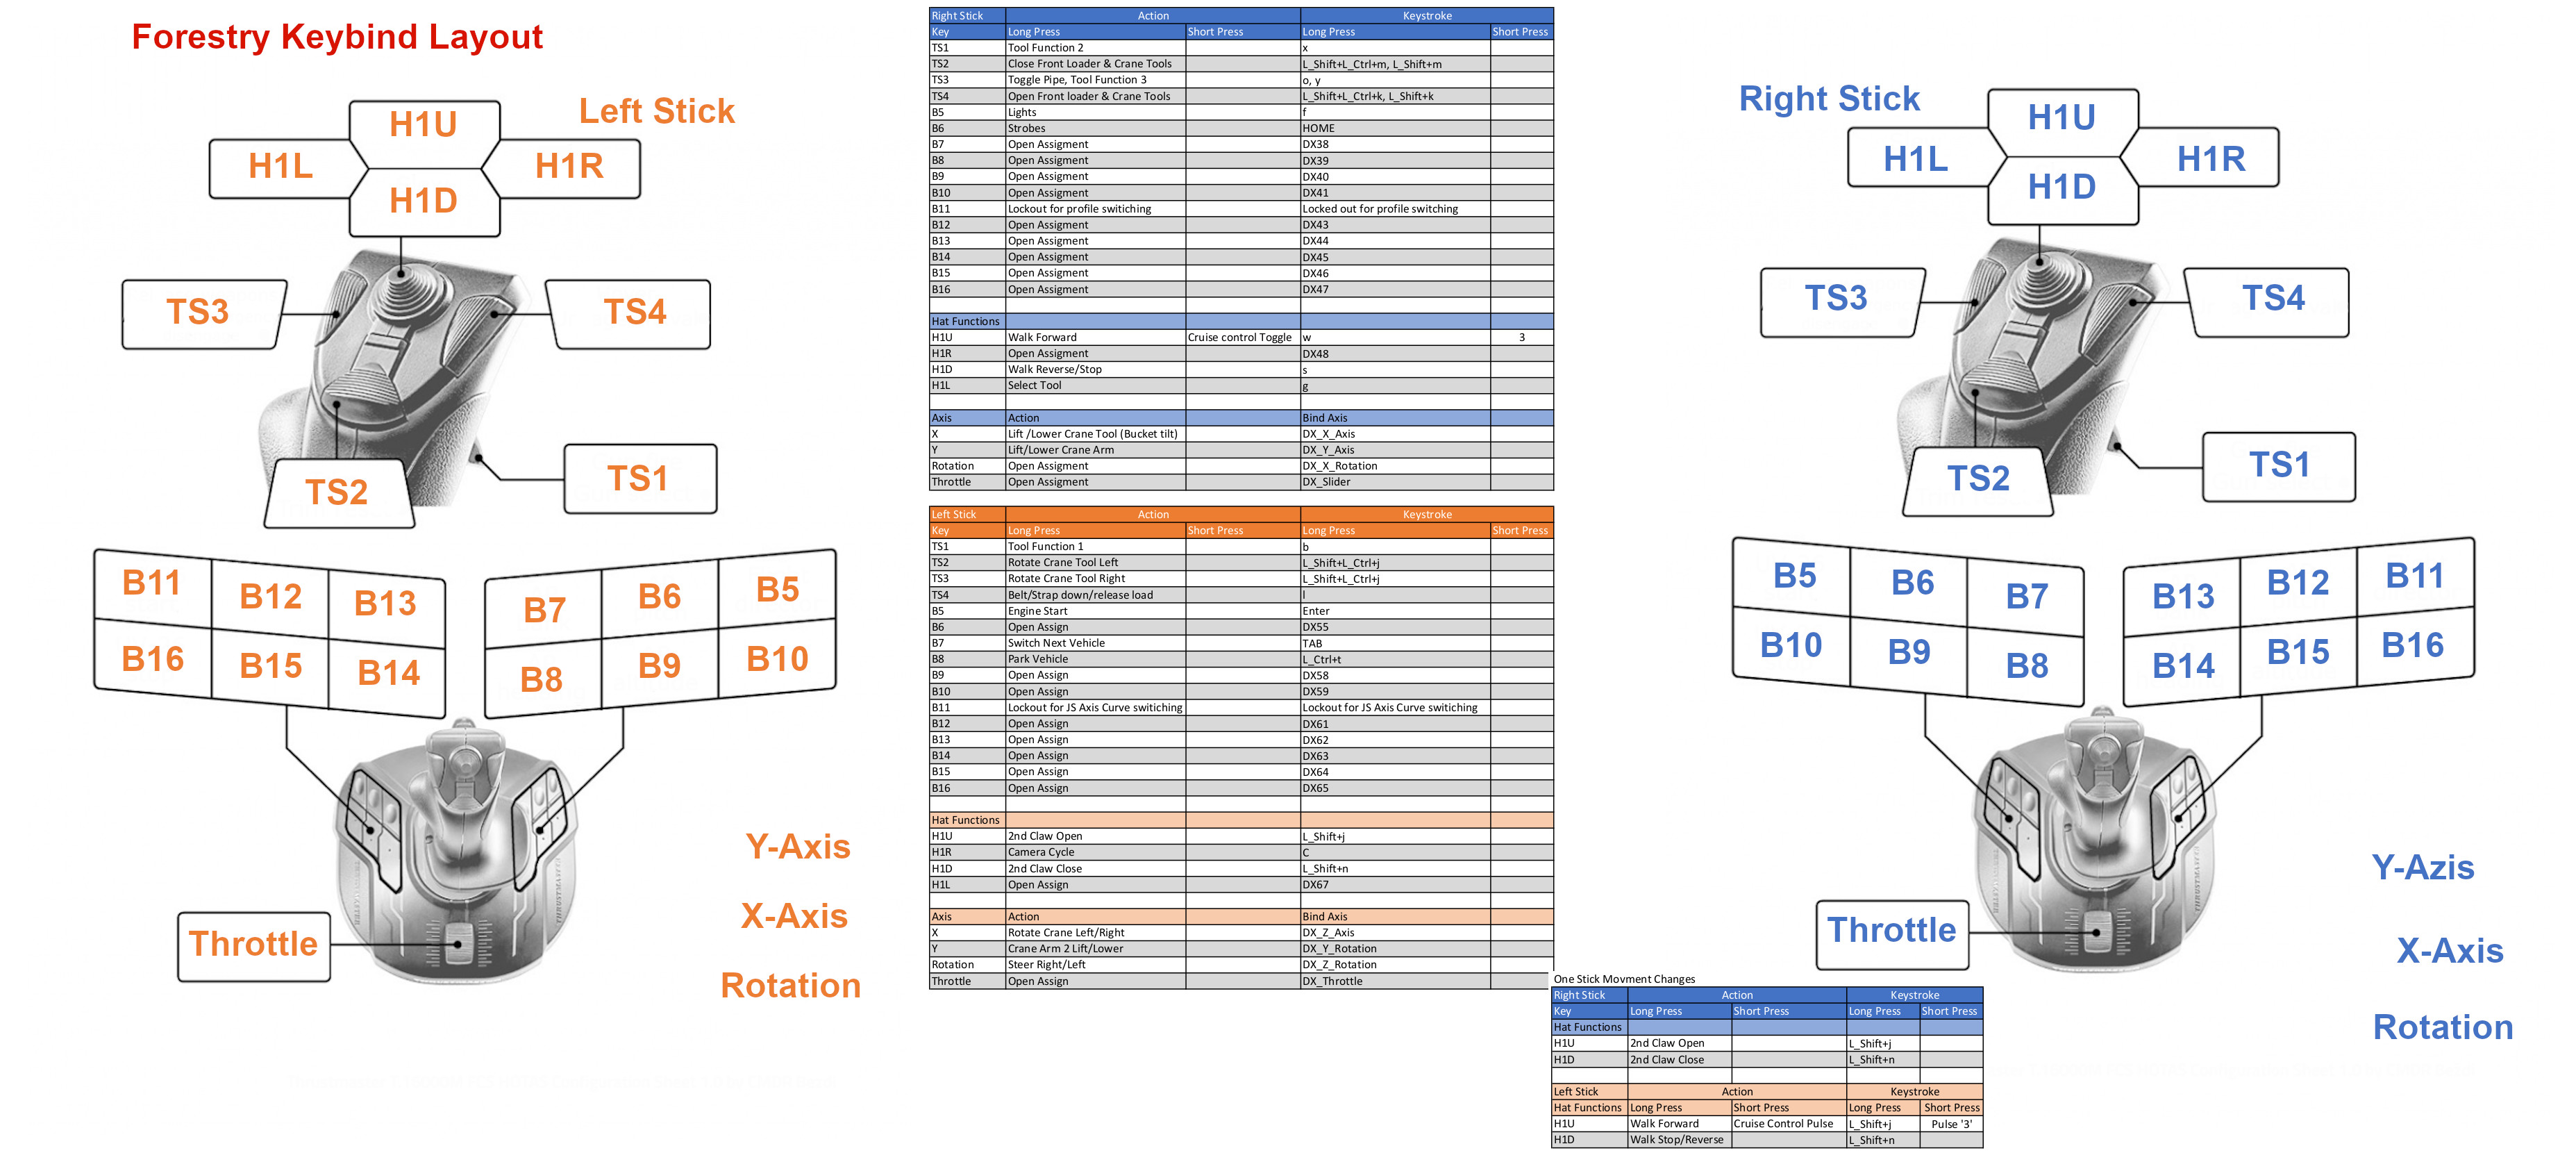 Forestry Keybind Layout
Left Stick
H1U
H1L
H1R
H1D
TS3
TS4
TS2
TS1
B11 B12 B13
B16 B15 B14
B7 B6 B5
B8 B9 B10
Y-Axis
X-Axis
Rotation
Throttle
Right Stick Action Keystroke
Key Long Press Short Press Long Press Short Press
TS1 Tool Function 2 x
TS2 Close Front Loader & Crane Tools L_Shift+L_Ctrl+m, L_Shift+m
TS3 Toggle Pipe, Tool Function 3 o, y
TS4 Open Front loader & Crane Tools L_Shift+L_Ctrl+k, L_Shift+k
B5 Lights f
B6 Strobes HOME
B7 Open Assigment DX38
B8 Open Assigment DX39
B9 Open Assigment DX40
B10 Open Assigment DX41
B11 Lockout for profile switiching Locked out for profile switching
B12 Open Assigment DX43
B13 Open Assigment DX44
B14 Open Assigment DX45
B15 Open Assigment DX46
B16 Open Assigment DX47
Hat Functions
H1U Walk Forward Cruise control Toggle w 3
H1R Open Assigment DX48
H1D Walk Reverse/Stop s
H1L Select Tool g
Axis Action Bind Axis
X Lift /Lower Crane Tool (Bucket tilt) DX_X_Axis
Y Lift/Lower Crane Arm DX_Y_Axis
Rotation Open Assigment DX_X_Rotation
Throttle Open Assigment DX_Slider
Left Stick Action Keystroke
Key Long Press Short Press Long Press Short Press
TS1 Tool Function 1 b
TS2 Rotate Crane Tool Left L_Shift+L_Ctrl+j
TS3 Rotate Crane Tool Right L_Shift+L_Ctrl+j
TS4 Belt/Strap down/release load l
B5 Engine Start Enter
B6 Open Assign DX55
B7 Switch Next Vehicle TAB
B8 Park Vehicle L_Ctrl+t
B9 Open Assign DX58
B10 Open Assign DX59
B11 Lockout for JS Axis Curve switiching Lockout for JS Axis Curve switiching
B12 Open Assign DX61
B13 Open Assign DX62
B14 Open Assign DX63
B15 Open Assign DX64
B16 Open Assign DX65
Hat Functions
H1U 2nd Claw Open L_Shift+j
H1R Camera Cycle C
H1D 2nd Claw Close L_Shift+n
H1L Open Assign DX67
Axis Action Bind Axis
X Rotate Crane Left/Right DX_Z_Axis
Y Crane Arm 2 Lift/Lower DX_Y_Rotation
Rotation Steer Right/Left DX_Z_Rotation
Throttle Open Assign DX_Throttle
Right Stick
H1U
H1L
H1R
H1D
TS3
TS4
TS2
TS1
B5 B6 B7
B10 B9 B8
B13 B12 B11
B14 B15 B16
THRUSTMASTER
THRUSTMASTER
Y-Azis
X-Axis
Rotation
Throttle
One Stick Movment Changes
Right Stick Action Keystroke
Key Long Press Short Press Long Press Short Press
Hat Functions
H1U 2nd Claw Open L_Shift+j
H1D 2nd Claw Close L_Shift+n
Left Stick Action Keystroke
Hat Functions Long Press Short Press Long Press Short Press
H1U Walk Forward Cruise Control Pulse L_Shift+j Pulse '3'
H1D Walk Stop/Reverse L_Shift+n